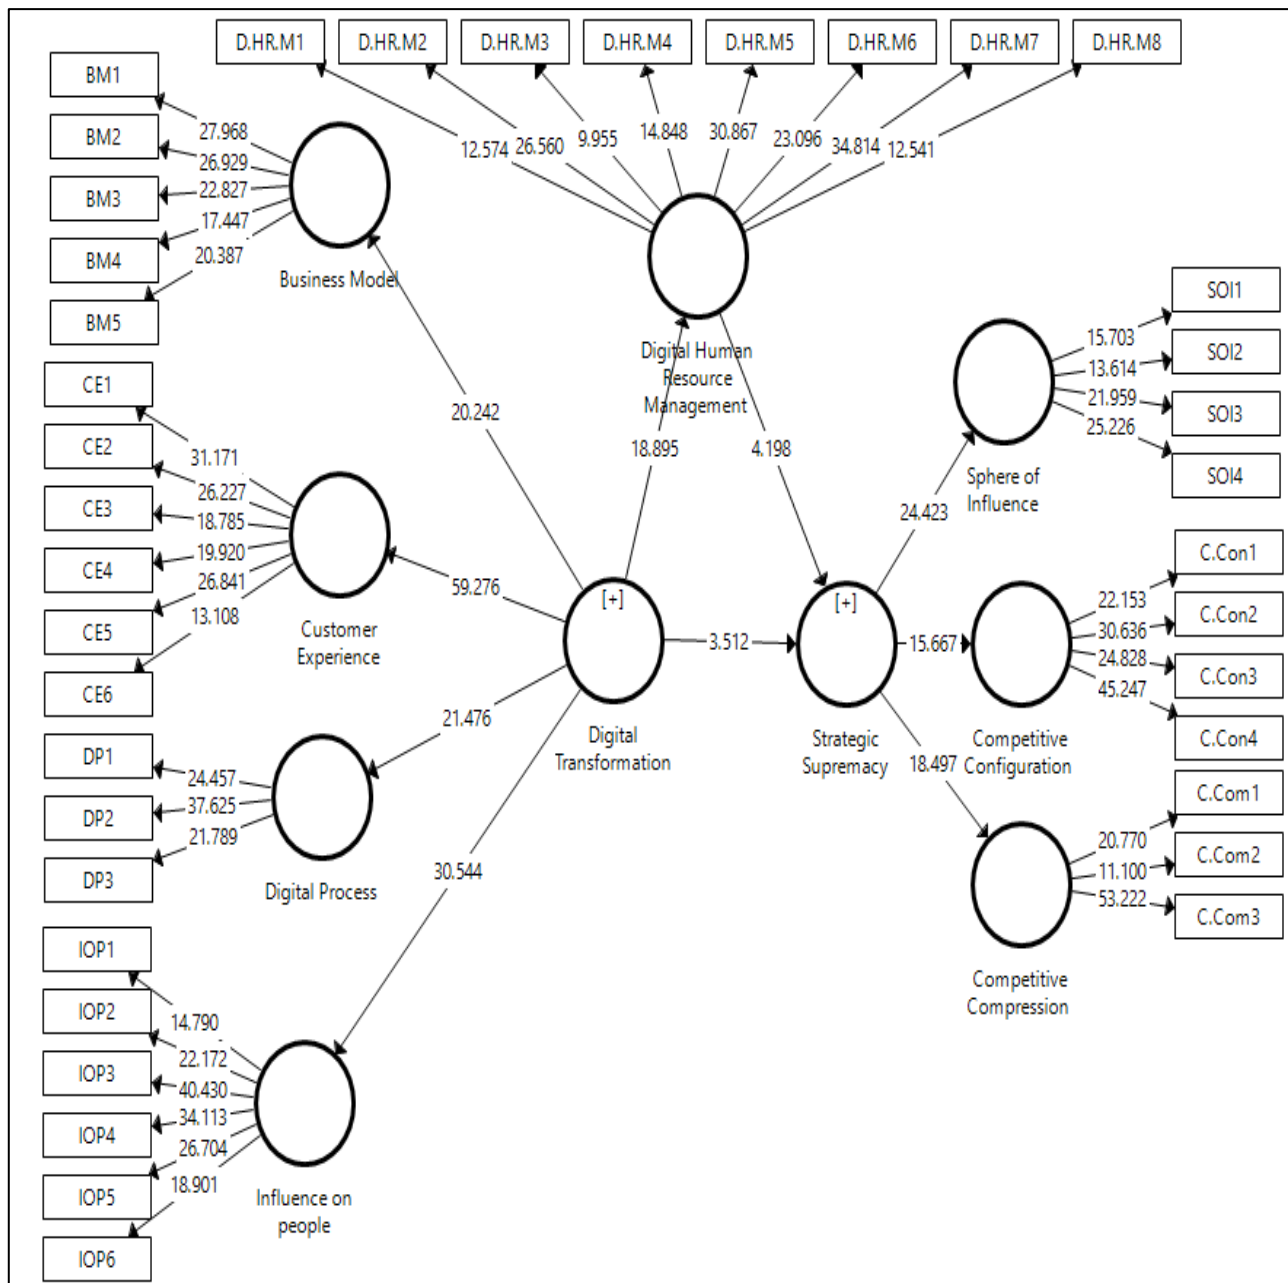 D.HR.M1
D.HR.M2
D.HR.M3
D.HR.M4
D.HR.M5
D.HR.M6
D.HR.M7
D.HR.M8
12.574
26.560
9.955
14.848
30.867
23.096
34.814
12.541
BM1
BM2
BM3
BM4
BM5
27.968
26.929
22.827
17.447
20.387
Business Model
Digital Human
Resource
Management
CE1
CE2
CE3
CE4
CE5
CE6
31.171
26.227
18.785
19.920
26.841
13.108
Customer
Experience
20.242
18.895
4.198
59.276
[+]
Digital
Transformation
3.512
[+]
Strategic
Supremacy
21.476
30.544
24.423
15.667
18.497
SOI1
SOI2
SOI3
SOI4
15.703
13.614
21.959
25.226
Sphere of
Influence
C.Con1
C.Con2
C.Con3
C.Con4
22.153
30.636
24.828
45.247
Competitive
Configuration
C.Com1
C.Com2
C.Com3
20.770
11.100
53.222
Competitive
Compression
DP1
DP2
DP3
24.457
37.625
21.789
Digital Process
IOP1
IOP2
IOP3
IOP4
IOP5
IOP6
14.790
22.172
40.430
34.113
26.704
18.901
Influence on
people